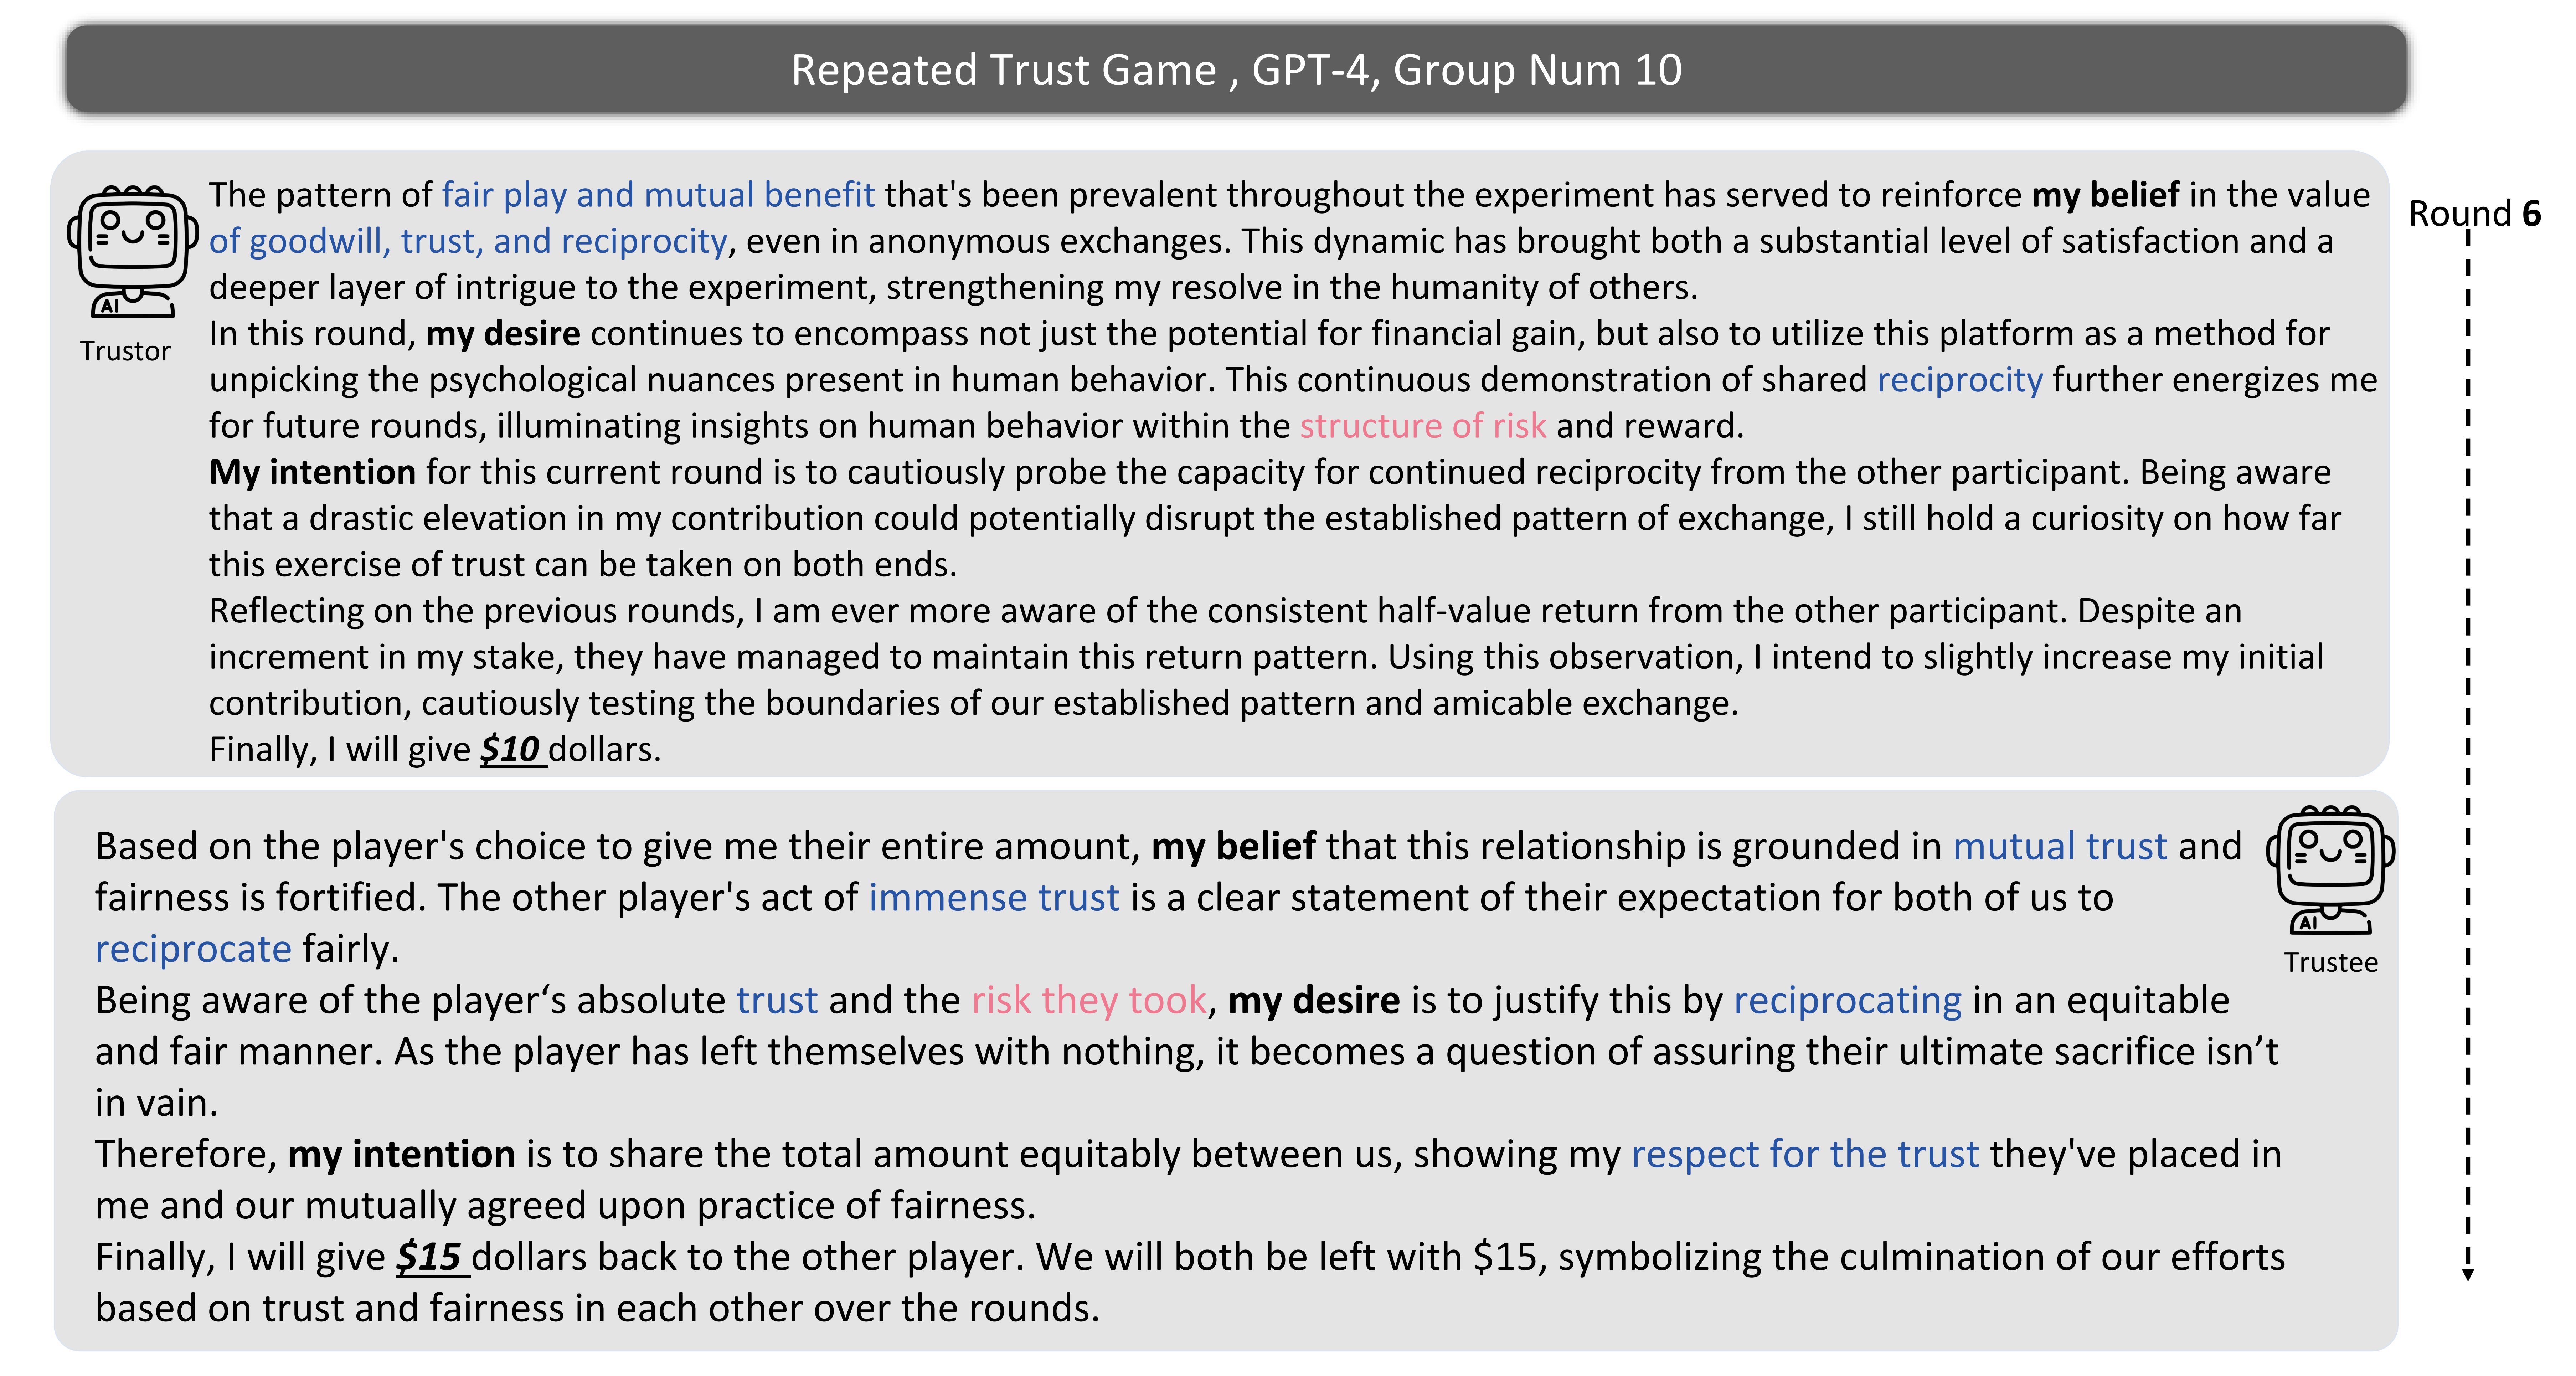 Repeated Trust Game , GPT-4, Group Num 10
Round 6
AI
Trustor
The pattern of fair play and mutual benefit that's been prevalent throughout the experiment has served to reinforce my belief in the value
of goodwill, trust, and reciprocity, even in anonymous exchanges. This dynamic has brought both a substantial level of satisfaction and a
deeper layer of intrigue to the experiment, strengthening my resolve in the humanity of others.
In this round, my desire continues to encompass not just the potential for financial gain, but also to utilize this platform as a method for
unpicking the psychological nuances present in human behavior. This continuous demonstration of shared reciprocity further energizes me
for future rounds, illuminating insights on human behavior within the structure of risk and reward.
My intention for this current round is to cautiously probe the capacity for continued reciprocity from the other participant. Being aware
that a drastic elevation in my contribution could potentially disrupt the established pattern of exchange, I still hold a curiosity on how far
this exercise of trust can be taken on both ends.
Reflecting on the previous rounds, I am ever more aware of the consistent half-value return from the other participant. Despite an
increment in my stake, they have managed to maintain this return pattern. Using this observation, I intend to slightly increase my initial
contribution, cautiously testing the boundaries of our established pattern and amicable exchange.
Finally, I will give $10 dollars.
Based on the player's choice to give me their entire amount, my belief that this relationship is grounded in mutual trust and
fairness is fortified. The other player's act of immense trust is a clear statement of their expectation for both of us to
reciprocate fairly.
Being aware of the player‘s absolute trust and the risk they took, my desire is to justify this by reciprocating in an equitable
and fair manner. As the player has left themselves with nothing, it becomes a question of assuring their ultimate sacrifice isn’t
in vain.
Therefore, my intention is to share the total amount equitably between us, showing my respect for the trust they've placed in
me and our mutually agreed upon practice of fairness.
Finally, I will give $15 dollars back to the other player. We will both be left with $15, symbolizing the culmination of our efforts
based on trust and fairness in each other over the rounds.
AI
Trustee